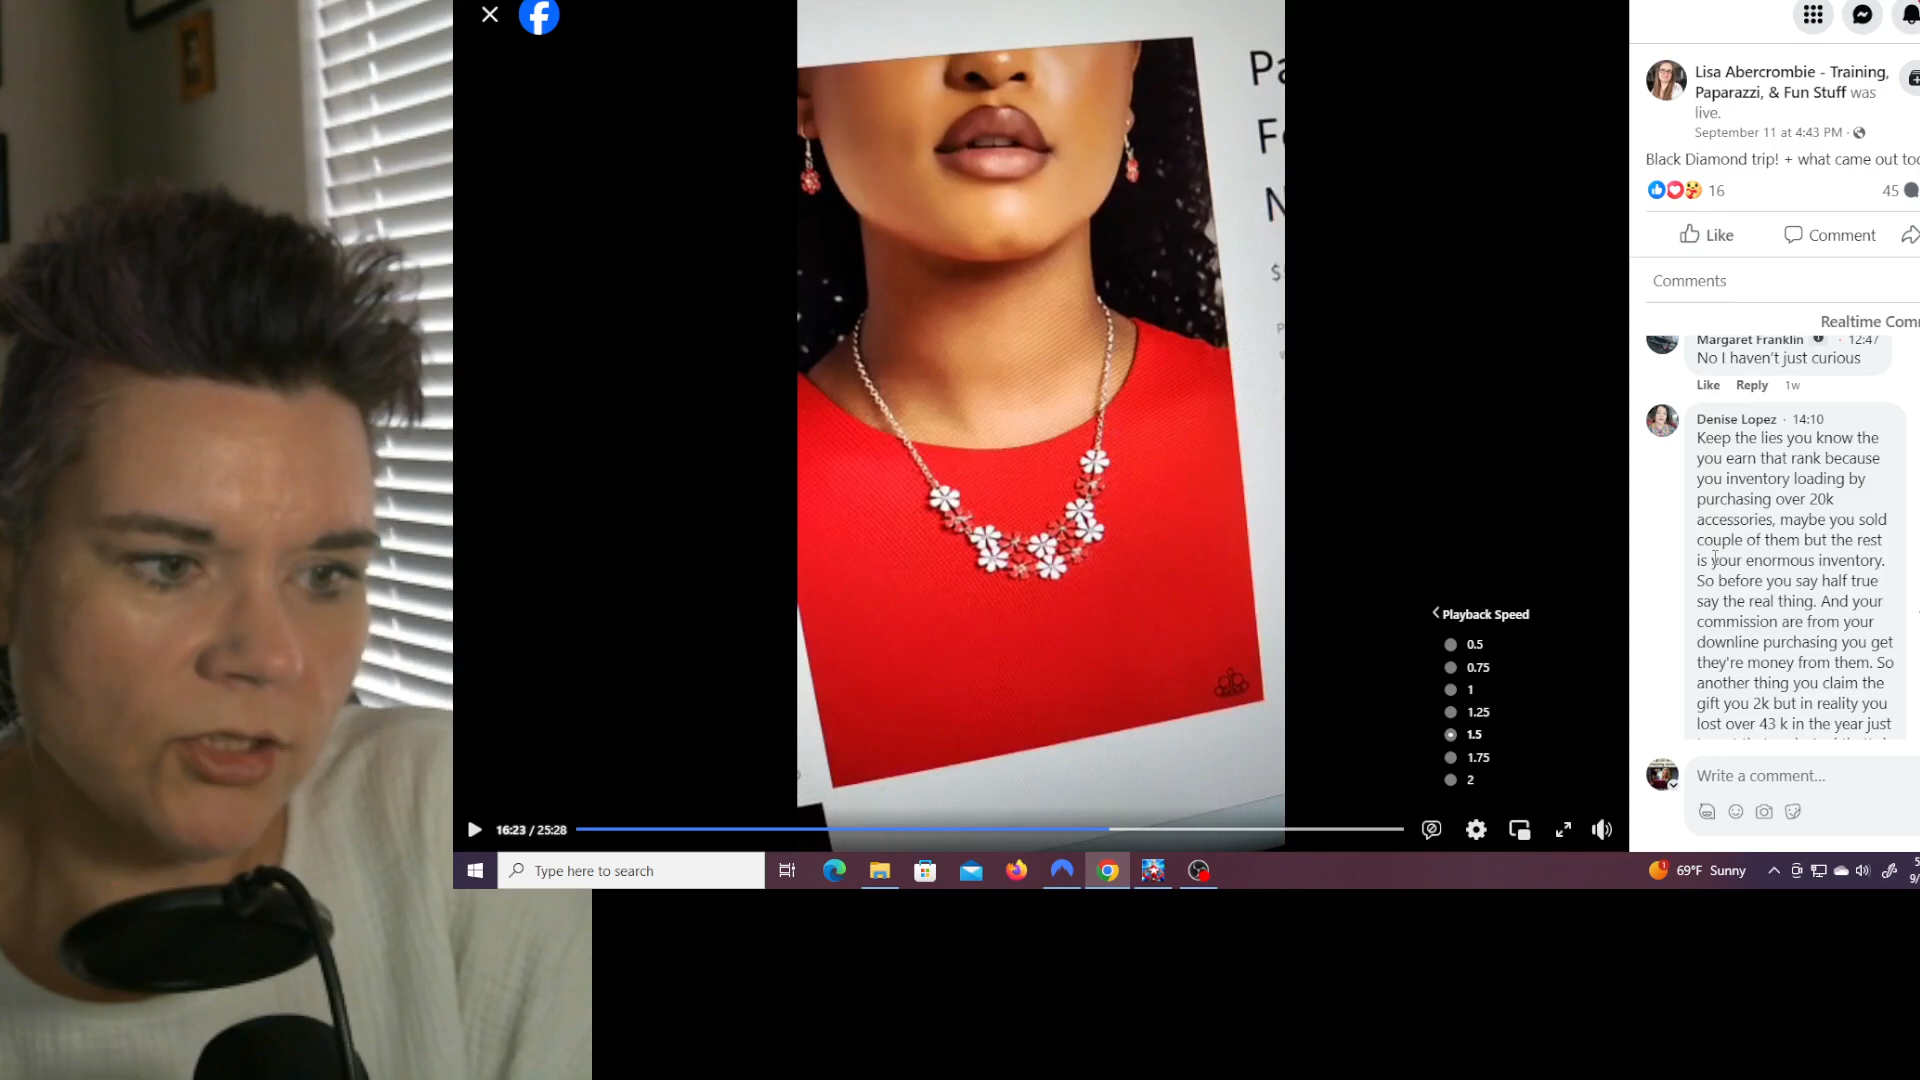 Pa
Fo
N
$
Lisa Abercrombie - Training,
Paparazzi, & Fun Stuff was
live.
September 11 at 4:43 PM ·
Black Diamond trip! + what came out too
16
45
Like
Comment
Comments
Realtime Com
Margaret Franklin · 12:47
No I haven't just curious
Like Reply 1w
Denise Lopez · 14:10
Keep the lies you know the
you earn that rank because
you inventory loading by
purchasing over 20k
accessories, maybe you sold
couple of them but the rest
is your enormous inventory.
So before you say half true
say the real thing. And your
commission are from your
downline purchasing you get
they're money from them. So
another thing you claim the
gift you 2k but in reality you
lost over 43 k in the year just
Write a comment...
Playback Speed
0.5
0.75
1
1.25
1.5
1.75
2
16:23 / 25:28
Type here to search
69°F Sunny